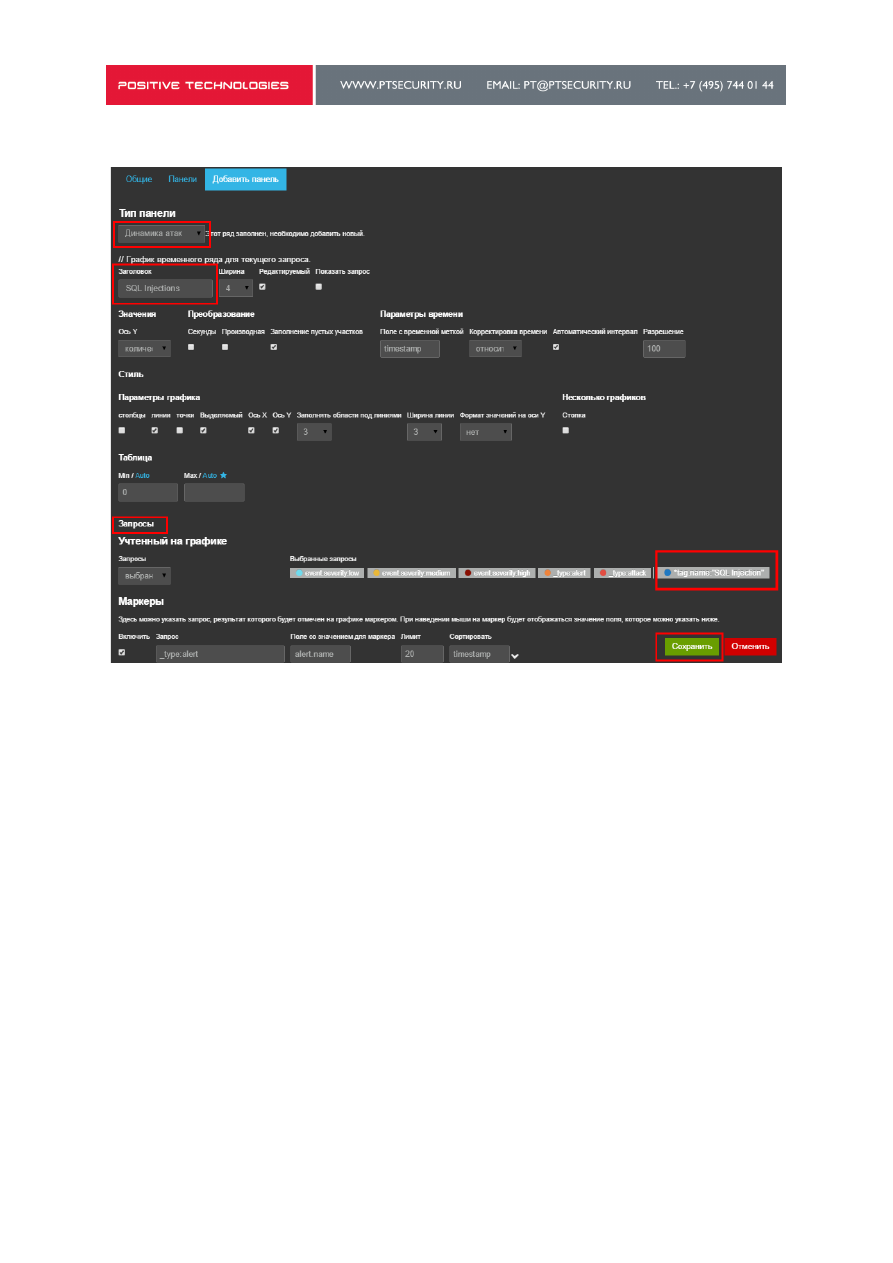 POSITIVE TECHNOLOGIES WWW.PTSECURITY.RU EMAIL: PT@PTSECURITY.RU TEL.: +7 (495) 744 01 44
Общие Панели Добавить панель
Тип панели
Динамика атак Этот ряд заполнен, необходимо добавить новый.
// График временного ряда для текущего запроса.
Заголовок Ширина Редактируемый Показать запрос
SQL Injections 4
Значения Преобразование Параметры времени
Ось Y Секунды Производная Заполнение пустых участков Поле с временной меткой Корректировка времени Автоматический интервал Разрешение
количес timestamp относит 100
Стиль
Параметры графика Несколько графиков
столбцы линии точки Выделяемый Ось X Ось Y Заполнять области под линиями Ширина линии Формат значений на оси Y Стопка
3 3 нет
Таблица
Min / Auto Max / Auto ★
0
Запросы
Учтенный на графике
Запросы Выбранные запросы
выбран event.severity:low event.severity:medium event.severity:high _type:alert _type:attack *tag.name:"SQL Injection"
Маркеры
Здесь можно указать запрос, результат которого будет отмечен на графике маркером. При наведении мыши на маркер будет отображаться значение поля, которое можно указать ниже.
Включить Запрос Поле со значением для маркера Лимит Сортировать
_type:alert alert.name 20 timestamp Сохранить Отменить